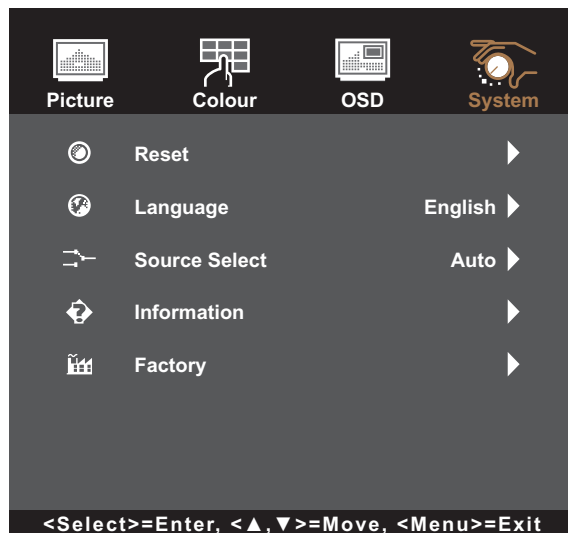 Picture Colour OSD System
Reset
Language English
Source Select Auto
Information
Factory
<Select>=Enter, <▲,▼>=Move, <Menu>=Exit